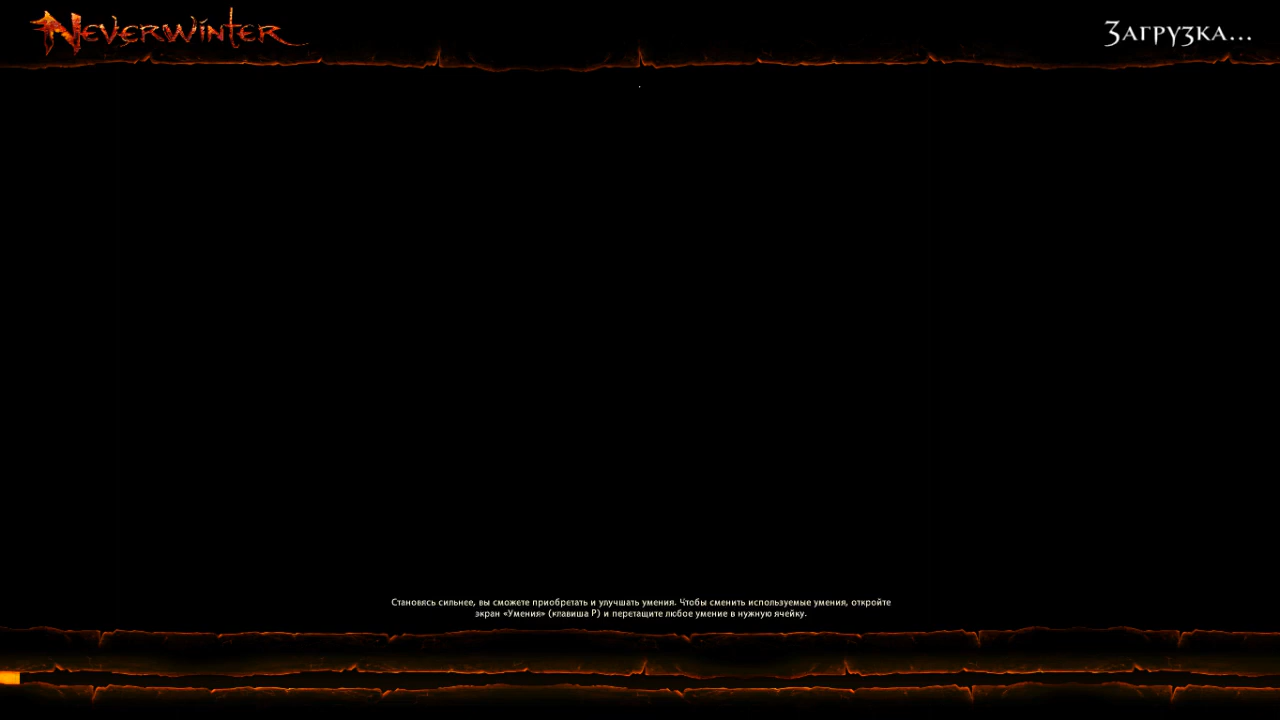 Neverwinter
Загрузка...
Становясь сильнее, вы сможете приобретать и улучшать умения. Чтобы сменить используемые умения, откройте
экран «Умения» (клавиша P) и перетащите любое умение в нужную ячейку.